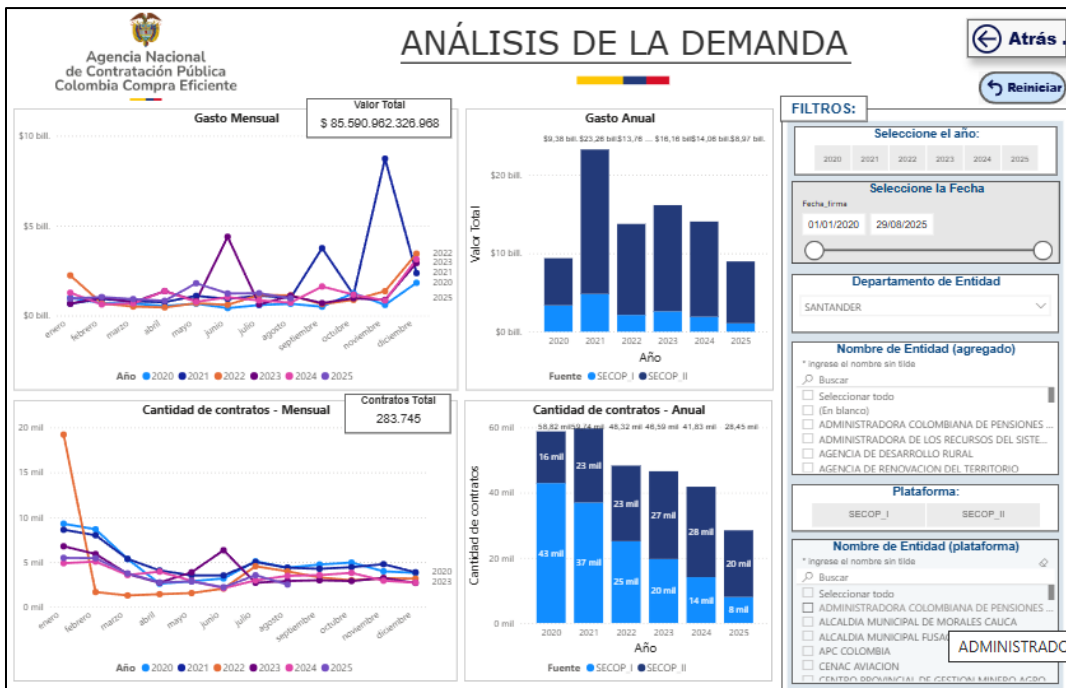 Agencia Nacional
de Contratación Pública
Colombia Compra Eficiente
ANÁLISIS DE LA DEMANDA
Atrás .
Reiniciar
Gasto Mensual
Valor Total
$ 85.590.962.326.968
$10 bill.
$5 bill.
$0 bill.
2022
2023
2021
2020
2025
enero
febrero
marzo
abril
mayo
junio
julio
agosto
septiembre
octubre
noviembre
diciembre
Año 2020 2021 2022 2023 2024 2025
Gasto Anual
$9,38 bill. $23,26 bill. $13,76 ... $16,16 bill. $14,06 bill. $8,97 bill.
Valor Total
$20 bill.
$10 bill.
$0 bill.
2020 2021 2022 2023 2024 2025
Año
Fuente SECOP_I SECOP_II
Cantidad de contratos - Mensual
Contratos Total
283.745
20 mil
15 mil
10 mil
5 mil
0 mil
2020
2023
enero
febrero
marzo
abril
mayo
junio
julio
agosto
septiembre
octubre
noviembre
diciembre
Año 2020 2021 2022 2023 2024 2025
Cantidad de contratos - Anual
58,82 mil 59,74 mil 48,32 mil 46,59 mil 41,83 mil 28,45 mil
Cantidad de contratos
60 mil
40 mil
20 mil
0 mil
16 mil
23 mil
23 mil
27 mil
28 mil
20 mil
43 mil
37 mil
25 mil
20 mil
14 mil
8 mil
2020 2021 2022 2023 2024 2025
Año
Fuente SECOP_I SECOP_II
FILTROS:
Seleccione el año:
2020 2021 2022 2023 2024 2025
Seleccione la Fecha
Fecha_firma
01/01/2020 29/08/2025
Departamento de Entidad
SANTANDER
Nombre de Entidad (agregado)
* Ingrese el nombre sin tilde
Buscar
Seleccionar todo
(En blanco)
ADMINISTRADORA COLOMBIANA DE PENSIONES ...
ADMINISTRADORA DE LOS RECURSOS DEL SISTE...
AGENCIA DE DESARROLLO RURAL
AGENCIA DE RENOVACION DEL TERRITORIO
Plataforma:
SECOP_I SECOP_II
Nombre de Entidad (plataforma)
* Ingrese el nombre sin tilde
Buscar
Seleccionar todo
ADMINISTRADORA COLOMBIANA DE PENSIONES ...
ALCALDIA MUNICIPAL DE MORALES CAUCA
ALCALDIA MUNICIPAL FUSAG
ADMINISTRADO
APC COLOMBIA
CENAC AVIACION
CENTRO PROVINCIAL DE GESTION MINERO AGRO